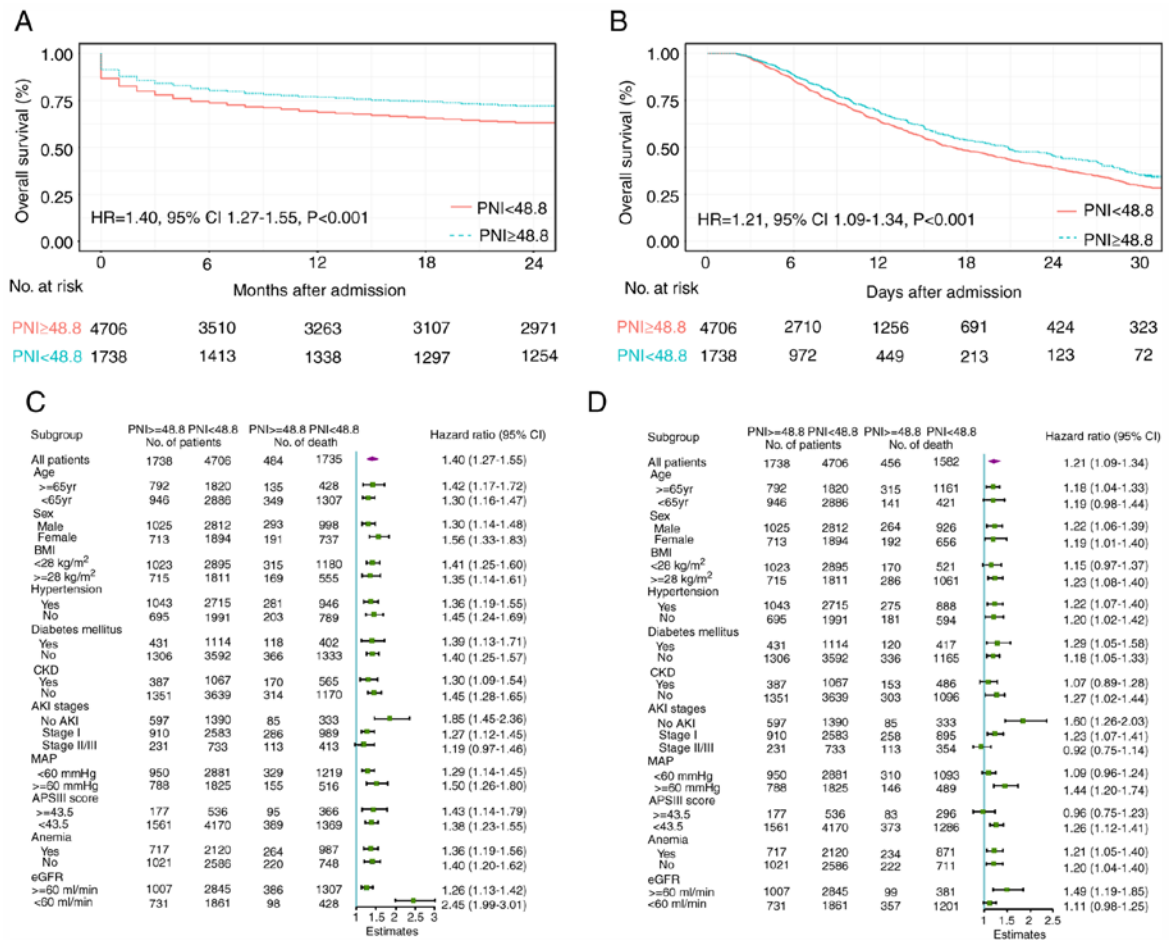 A
1.00
0.75
0.50
0.25
0.00
Overall survival (%)
HR=1.40, 95% CI 1.27-1.55, P<0.001
PNI<48.8
PNI≥48.8
0 6 12 18 24
No. at risk
Months after admission
PNI≥48.8 4706 3510 3263 3107 2971
PNI<48.8 1738 1413 1338 1297 1254
B
1.00
0.75
0.50
0.25
0.00
Overall survival (%)
HR=1.21, 95% CI 1.09-1.34, P<0.001
PNI<48.8
PNI≥48.8
0 6 12 18 24 30
No. at risk
Days after admission
PNI≥48.8 4706 2710 1256 691 424 323
PNI<48.8 1738 972 449 213 123 72
C
PNI>=48.8 PNI<48.8 PNI>=48.8 PNI<48.8
Subgroup No. of patients No. of death Hazard ratio (95% CI)
All patients 1738 4706 484 1735 1.40 (1.27-1.55)
Age
>=65yr 792 1820 135 428 1.42 (1.17-1.72)
<65yr 946 2886 349 1307 1.30 (1.16-1.47)
Sex
Male 1025 2812 293 998 1.30 (1.14-1.48)
Female 713 1894 191 737 1.56 (1.33-1.83)
BMI
<28 kg/m² 1023 2895 315 1180 1.41 (1.25-1.60)
>=28 kg/m² 715 1811 169 555 1.35 (1.14-1.61)
Hypertension
Yes 1043 2715 281 946 1.36 (1.19-1.55)
No 695 1991 203 789 1.45 (1.24-1.69)
Diabetes mellitus
Yes 431 1114 118 402 1.39 (1.13-1.71)
No 1306 3592 366 1333 1.40 (1.25-1.57)
CKD
Yes 387 1067 170 565 1.30 (1.09-1.54)
No 1351 3639 314 1170 1.45 (1.28-1.65)
AKI stages
No AKI 597 1390 85 333 1.85 (1.45-2.36)
Stage I 910 2583 286 989 1.27 (1.12-1.45)
Stage II/III 231 733 113 413 1.19 (0.97-1.46)
MAP
<60 mmHg 950 2881 329 1219 1.29 (1.14-1.45)
>=60 mmHg 788 1825 155 516 1.50 (1.26-1.80)
APSIII score
>=43.5 177 536 95 366 1.43 (1.14-1.79)
<43.5 1561 4170 389 1369 1.38 (1.23-1.55)
Anemia
Yes 717 2120 264 987 1.36 (1.19-1.56)
No 1021 2586 220 748 1.40 (1.20-1.62)
eGFR
>=60 ml/min 1007 2845 386 1307 1.26 (1.13-1.42)
<60 ml/min 731 1861 98 428 2.45 (1.99-3.01)
1 1.5 2 2.5 3
Estimates
D
PNI>=48.8 PNI<48.8 PNI>=48.8 PNI<48.8
Subgroup No. of patients No. of death Hazard ratio (95% CI)
All patients 1738 4706 456 1582 1.21 (1.09-1.34)
Age
>=65yr 792 1820 315 1161 1.18 (1.04-1.33)
<65yr 946 2886 141 421 1.19 (0.98-1.44)
Sex
Male 1025 2812 264 926 1.22 (1.06-1.39)
Female 713 1894 192 656 1.19 (1.01-1.40)
BMI
<28 kg/m² 1023 2895 170 521 1.15 (0.97-1.37)
>=28 kg/m² 715 1811 286 1061 1.23 (1.08-1.40)
Hypertension
Yes 1043 2715 275 888 1.22 (1.07-1.40)
No 695 1991 181 594 1.20 (1.02-1.42)
Diabetes mellitus
Yes 431 1114 120 417 1.29 (1.05-1.58)
No 1306 3592 336 1165 1.18 (1.05-1.33)
CKD
Yes 387 1067 153 486 1.07 (0.89-1.28)
No 1351 3639 303 1096 1.27 (1.02-1.44)
AKI stages
No AKI 597 1390 85 333 1.60 (1.26-2.03)
Stage I 910 2583 258 895 1.23 (1.07-1.41)
Stage II/III 231 733 113 354 0.92 (0.75-1.14)
MAP
<60 mmHg 950 2881 310 1093 1.09 (0.96-1.24)
>=60 mmHg 788 1825 146 489 1.44 (1.20-1.74)
APSIII score
>=43.5 177 536 83 296 0.96 (0.75-1.23)
<43.5 1561 4170 373 1286 1.26 (1.12-1.41)
Anemia
Yes 717 2120 234 871 1.21 (1.05-1.40)
No 1021 2586 222 711 1.20 (1.04-1.40)
eGFR
>=60 ml/min 1007 2845 99 381 1.49 (1.19-1.85)
<60 ml/min 731 1861 357 1201 1.11 (0.98-1.25)
1 1.5 2 2.5
Estimates